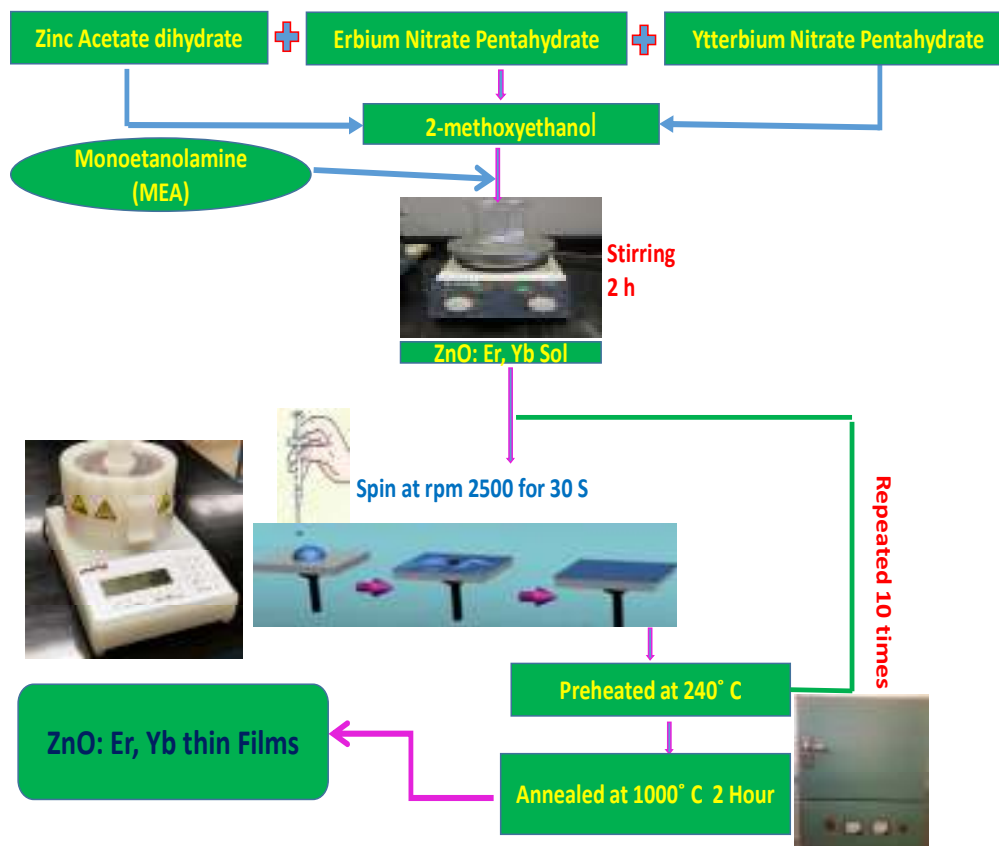 Zinc Acetate dihydrate
Erbium Nitrate Pentahydrate
Ytterbium Nitrate Pentahydrate
2-methoxyethanol
Monoetanolamine
(MEA)
Stirring
2 h
ZnO: Er, Yb Sol
Spin at rpm 2500 for 30 S
Repeated 10 times
Preheated at 240° C
ZnO: Er, Yb thin Films
Annealed at 1000° C 2 Hour